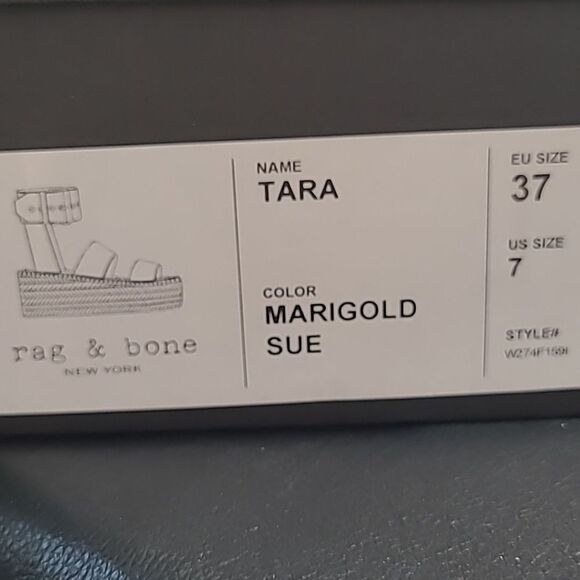 rag & bone
NEW YORK
NAME
TARA
COLOR
MARIGOLD
SUE
EU SIZE
37
US SIZE
7
STYLE#